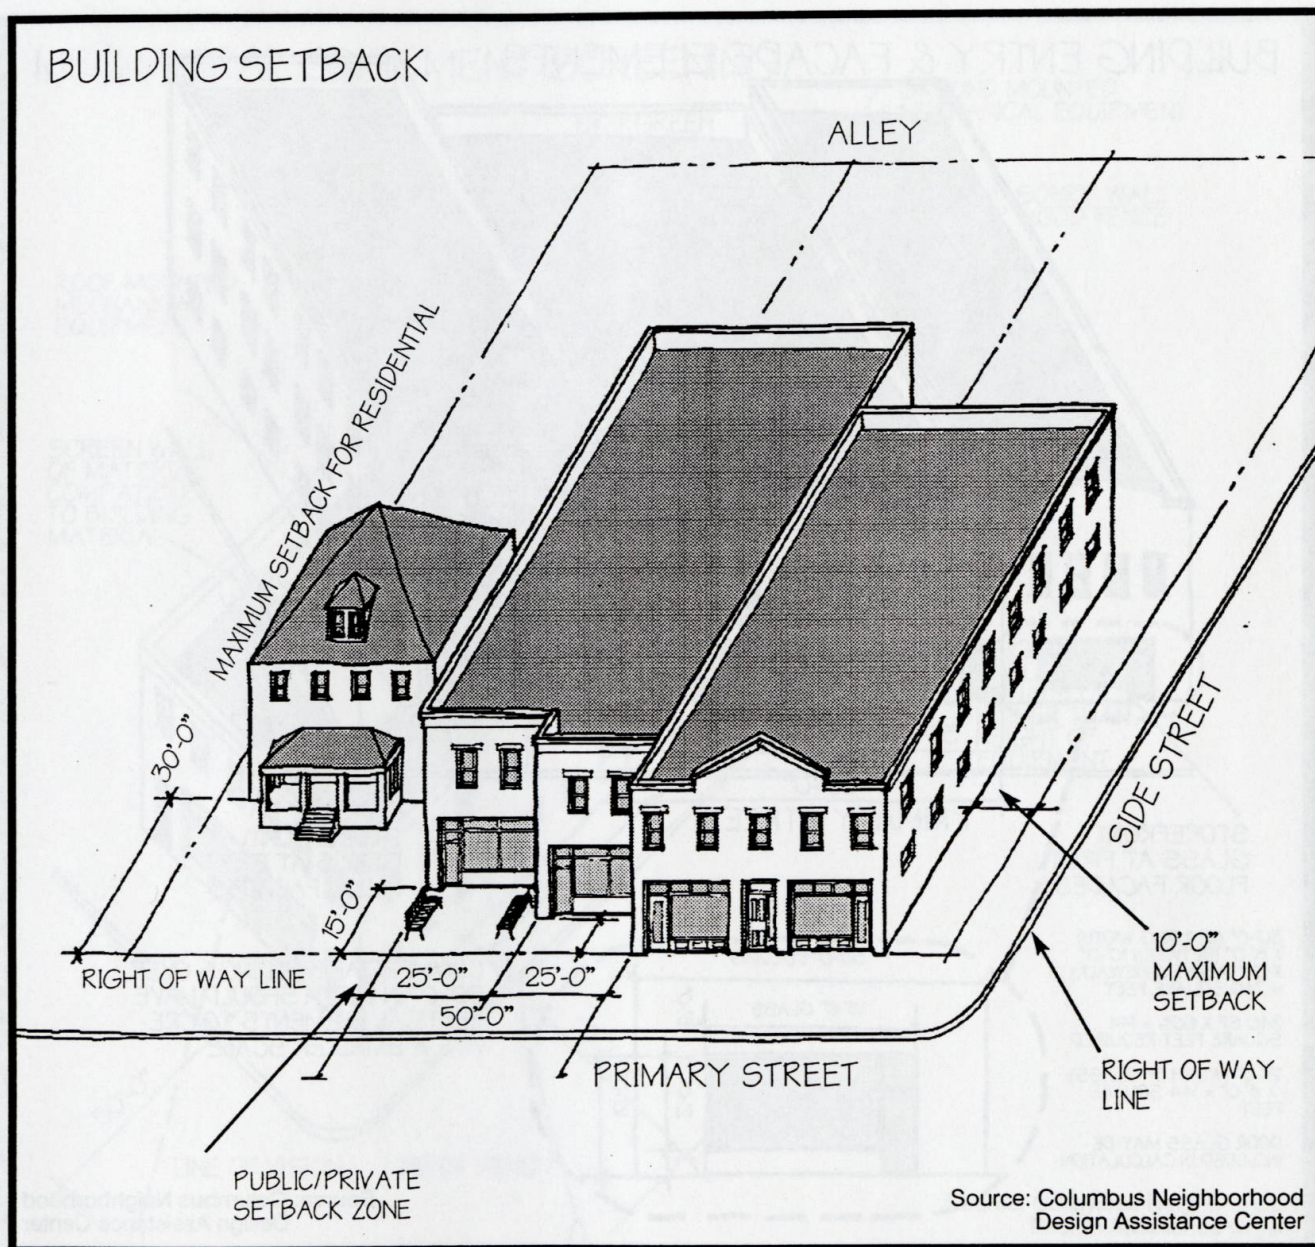 BUILDING SETBACK
ALLEY
MAXIMUM SETBACK FOR RESIDENTIAL
30'-0"
15'-0"
SIDE STREET
RIGHT OF WAY LINE
25'-0"
25'-0"
50'-0"
10'-0"
MAXIMUM
SETBACK
PRIMARY STREET
RIGHT OF WAY
LINE
PUBLIC/PRIVATE
SETBACK ZONE
Source: Columbus Neighborhood
Design Assistance Center